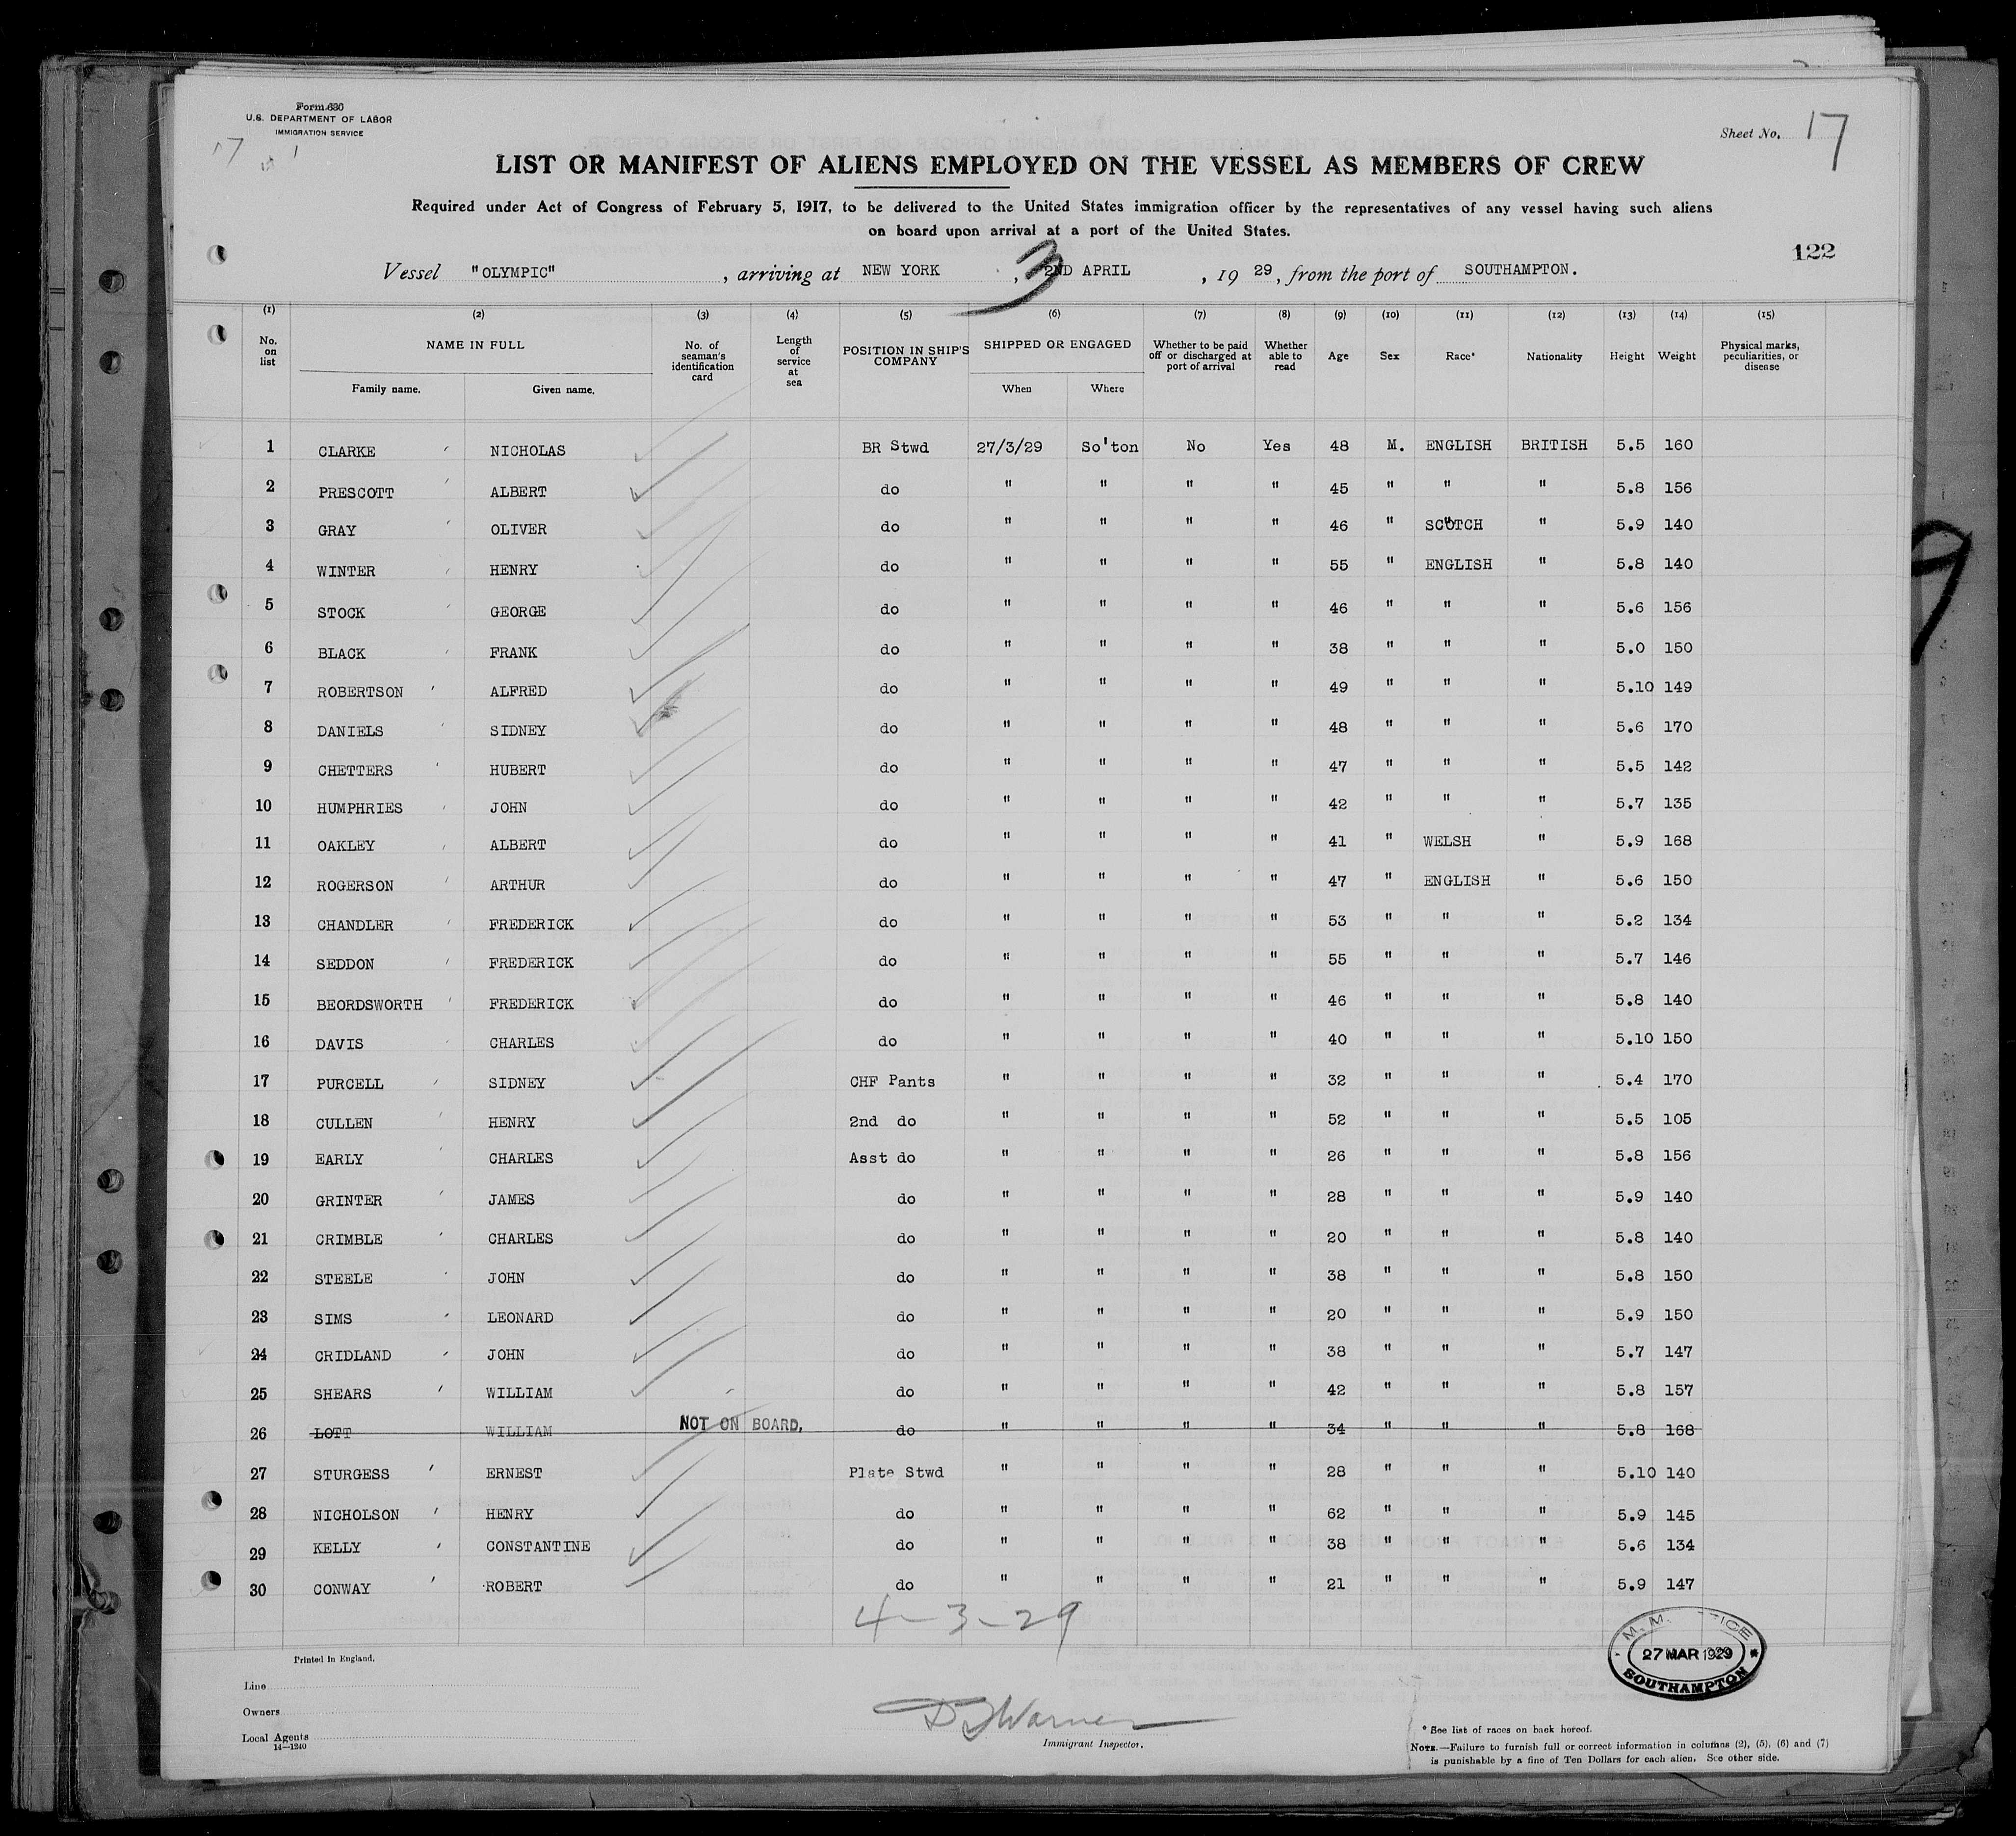 Form 680
U.S. DEPARTMENT OF LABOR
IMMIGRATION SERVICE
17
Sheet No. 17
LIST OR MANIFEST OF ALIENS EMPLOYED ON THE VESSEL AS MEMBERS OF CREW
Required under Act of Congress of February 5, 1917, to be delivered to the United States immigration officer by the representatives of any vessel having such aliens
on board upon arrival at a port of the United States.
122
Vessel "OLYMPIC", arriving at NEW YORK, 3 2ND APRIL, 19 29, from the port of SOUTHAMPTON.
(1) (2) (3) (4) (5) (6) (7) (8) (9) (10) (11) (12) (13) (14) (15)
No. on list NAME IN FULL Family name. Given name. No. of seaman's identification card Length of service at sea POSITION IN SHIP'S COMPANY SHIPPED OR ENGAGED When Where Whether to be paid off or discharged at port of arrival Whether able to read Age Sex Race* Nationality Height Weight Physical marks, peculiarities, or disease
1 CLARKE NICHOLAS BR Stwd 27/3/29 So'ton No Yes 48 M. ENGLISH BRITISH 5.5 160
2 PRESCOTT ALBERT do " " " " 45 " " " 5.8 156
3 GRAY OLIVER do " " " " 46 " SCOTCH " 5.9 140
4 WINTER HENRY do " " " " 55 " ENGLISH " 5.8 140
5 STOCK GEORGE do " " " " 46 " " " 5.6 156
6 BLACK FRANK do " " " " 38 " " " 5.0 150
7 ROBERTSON ALFRED do " " " " 49 " " " 5.10 149
8 DANIELS SIDNEY do " " " " 48 " " " 5.6 170
9 CHETTERS HUBERT do " " " " 47 " " " 5.5 142
10 HUMPHRIES JOHN do " " " " 42 " " " 5.7 135
11 OAKLEY ALBERT do " " " " 41 " WELSH " 5.9 168
12 ROGERSON ARTHUR do " " " " 47 " ENGLISH " 5.6 150
13 CHANDLER FREDERICK do " " " " 53 " " " 5.2 134
14 SEDDON FREDERICK do " " " " 55 " " " 5.7 146
15 BEORDSWORTH FREDERICK do " " " " 46 " " " 5.8 140
16 DAVIS CHARLES do " " " " 40 " " " 5.10 150
17 PURCELL SIDNEY CHF Pants " " " " 32 " " " 5.4 170
18 CULLEN HENRY 2nd do " " " " 52 " " " 5.5 105
19 EARLY CHARLES Asst do " " " " 26 " " " 5.8 156
20 GRINTER JAMES do " " " " 28 " " " 5.9 140
21 CRIMBLE CHARLES do " " " " 20 " " " 5.8 140
22 STEELE JOHN do " " " " 38 " " " 5.8 150
23 SIMS LEONARD do " " " " 20 " " " 5.9 150
24 CRIDLAND JOHN do " " " " 38 " " " 5.7 147
25 SHEARS WILLIAM do " " " " 42 " " " 5.8 157
26 LOTT WILLIAM NOT ON BOARD. do " " " " 34 " " " 5.8 168
27 STURGESS ERNEST Plate Stwd " " " " 28 " " " 5.10 140
28 NICHOLSON HENRY do " " " " 62 " " " 5.9 145
29 KELLY CONSTANTINE do " " " " 38 " " " 5.6 134
30 CONWAY ROBERT do " " " " 21 " " " 5.9 147
4-3-29
Printed in England.
Line
Owners
Local Agents
14—1240
D J Warner
Immigrant Inspector.
M. M.
27 MAR 1929
SOUTHAMPTON
* See list of races on back hereof.
NOTE.—Failure to furnish full or correct information in columns (2), (5), (6) and (7)
is punishable by a fine of Ten Dollars for each alien. See other side.
9